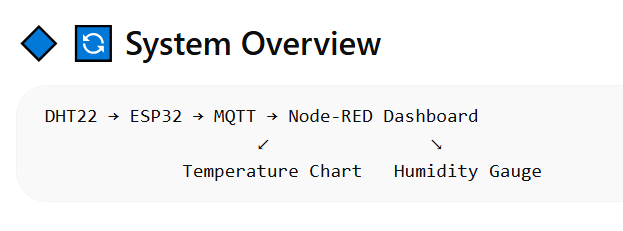 🔷 🔄 System Overview
DHT22 → ESP32 → MQTT → Node-RED Dashboard
↙ ↘
Temperature Chart Humidity Gauge